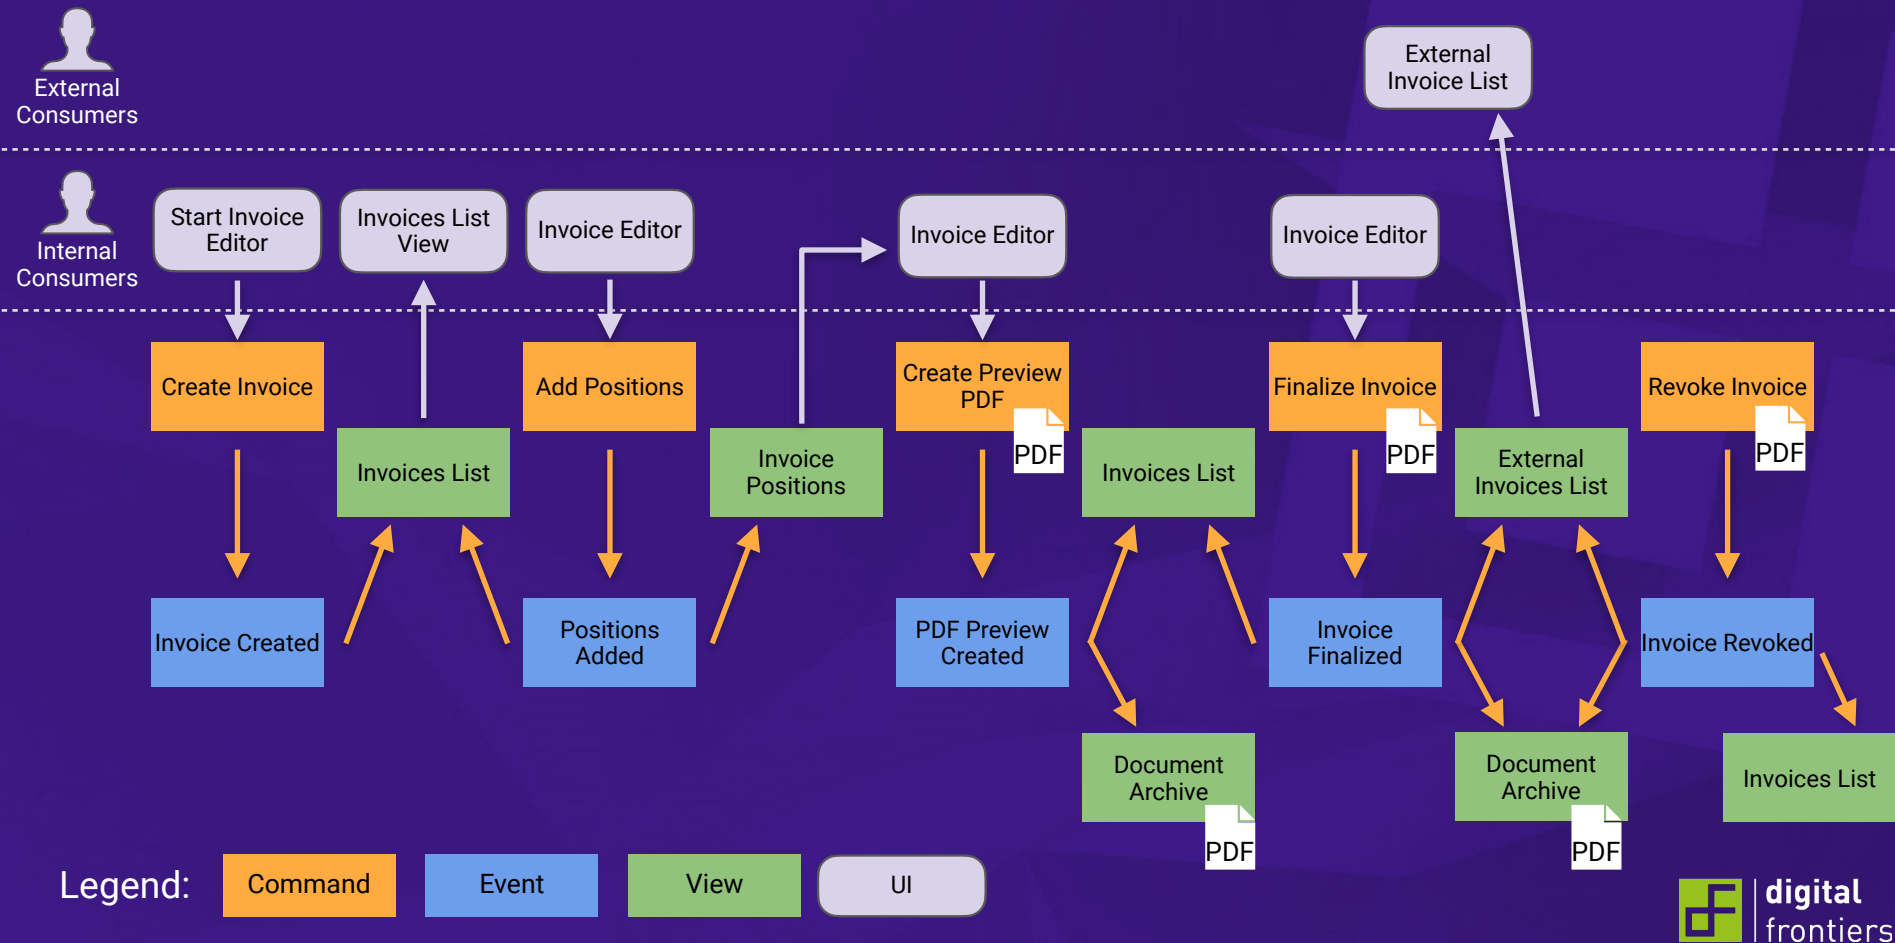 External
Consumers
External
Invoice List
Internal
Consumers
Start Invoice
Editor
Invoices List
View
Invoice Editor
Invoice Editor
Invoice Editor
Create Invoice
Add Positions
Create Preview
PDF
PDF
Finalize Invoice
PDF
Revoke Invoice
PDF
Invoices List
Invoice
Positions
Invoices List
External
Invoices List
Invoice Created
Positions
Added
PDF Preview
Created
Invoice
Finalized
Invoice Revoked
Document
Archive
PDF
Document
Archive
PDF
Invoices List
Legend:
Command
Event
View
UI
digital
frontiers